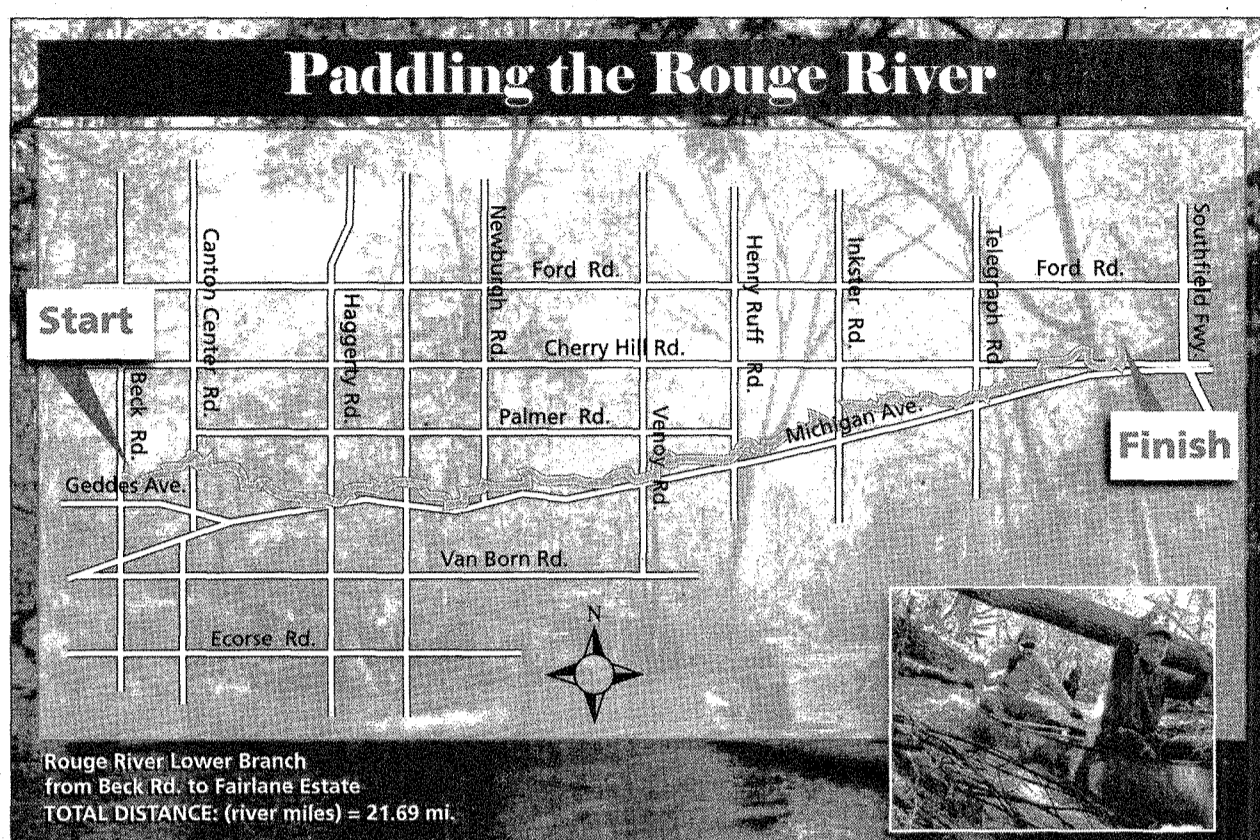 Paddling the Rouge River
Start
Beck Rd.
Canton Center Rd.
Haggerty Rd.
Newburgh Rd.
Ford Rd.
Cherry Hill Rd.
Palmer Rd.
Venoy Rd.
Henry Ruff Rd.
Inkster Rd.
Michigan Ave.
Telegraph Rd
Ford Rd.
Southfield Fwy.
Finish
Geddes Ave.
Van Born Rd.
Ecorse Rd.
N
Rouge River Lower Branch
from Beck Rd. to Fairlane Estate
TOTAL DISTANCE: (river miles) = 21.69 mi.